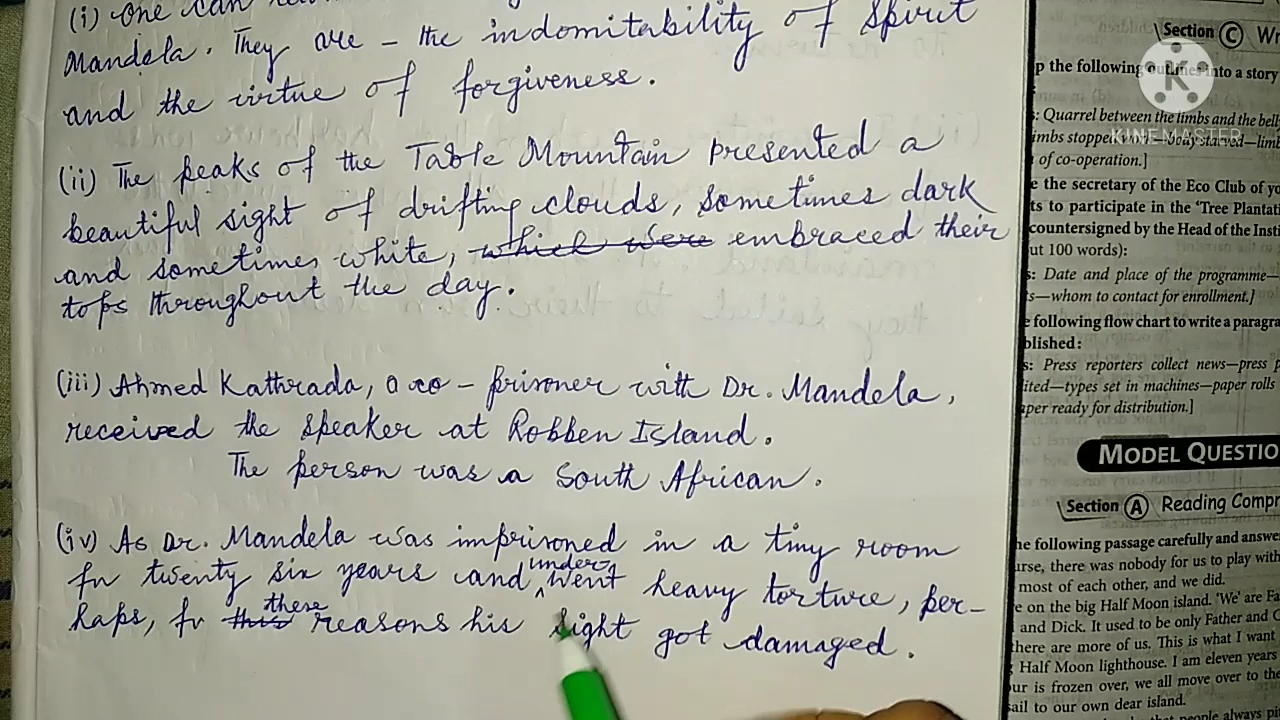 (i) One can
Mandela. They are - the indomitability of spirit
and the virtue of forgiveness.
(ii) The peaks of the Table Mountain presented a
beautiful sight of drifting clouds, sometimes dark
and sometimes white, which were embraced their
tops throughout the day.
(iii) Ahmed Kathrada, a co-prisoner with Dr. Mandela,
received the speaker at Robben Island.
The person was a South African.
(iv) As Dr. Mandela was imprisoned in a tiny room
for twenty six years and under went heavy torture, per-
haps, for this these reasons his sight got damaged.
Section C Wr
p the following outlines into a story
s: Quarrel between the limbs and the bell
imbs stopped work—body starved—limb
of co-operation.]
e the secretary of the Eco Club of yo
ts to participate in the 'Tree Plantati
countersigned by the Head of the Insti
ut 100 words):
s: Date and place of the programme—
ts—whom to contact for enrollment.]
e following flow chart to write a paragra
blished:
s: Press reporters collect news—press p
ited—types set in machines—paper rolls
aper ready for distribution.]
MODEL QUESTIO
Section A Reading Compr
he following passage carefully and answe
urse, there was nobody for us to play with
most of each other, and we did.
e on the big Half Moon island. 'We' are Fa
and Dick. It used to be only Father and
there are more of us. This is what I want
Half Moon lighthouse. I am eleven years
ur is frozen over, we all move over to the
sail to our own dear island.
that people always
K
KINEMASTER